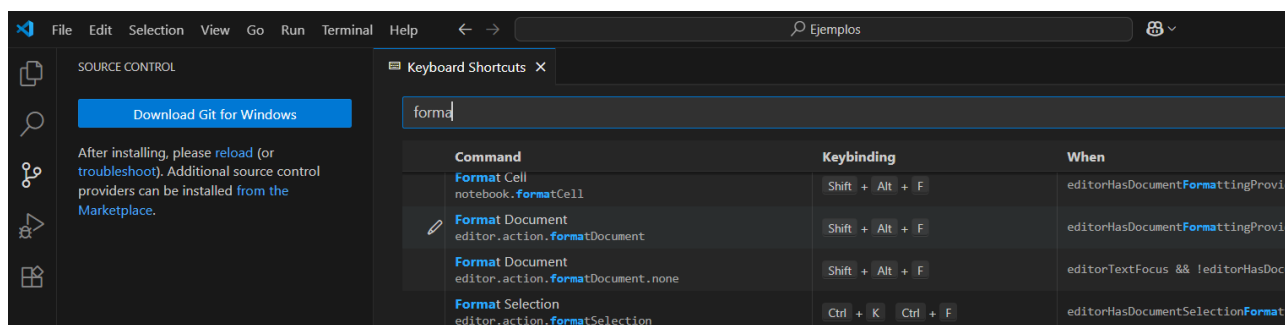 File Edit Selection View Go Run Terminal Help Ejemplos
SOURCE CONTROL
Download Git for Windows
After installing, please reload (or
troubleshoot). Additional source control
providers can be installed from the
Marketplace.
Keyboard Shortcuts
forma
Command Keybinding When
Format Cell
notebook.formatCell
Shift + Alt + F
editorHasDocumentFormattingProvi
Format Document
editor.action.formatDocument
Shift + Alt + F
editorHasDocumentFormattingProvi
Format Document
editor.action.formatDocument.none
Shift + Alt + F
editorTextFocus && !editorHasDoc
Format Selection
editor.action.formatSelection
Ctrl + K Ctrl + F
editorHasDocumentSelectionFormat